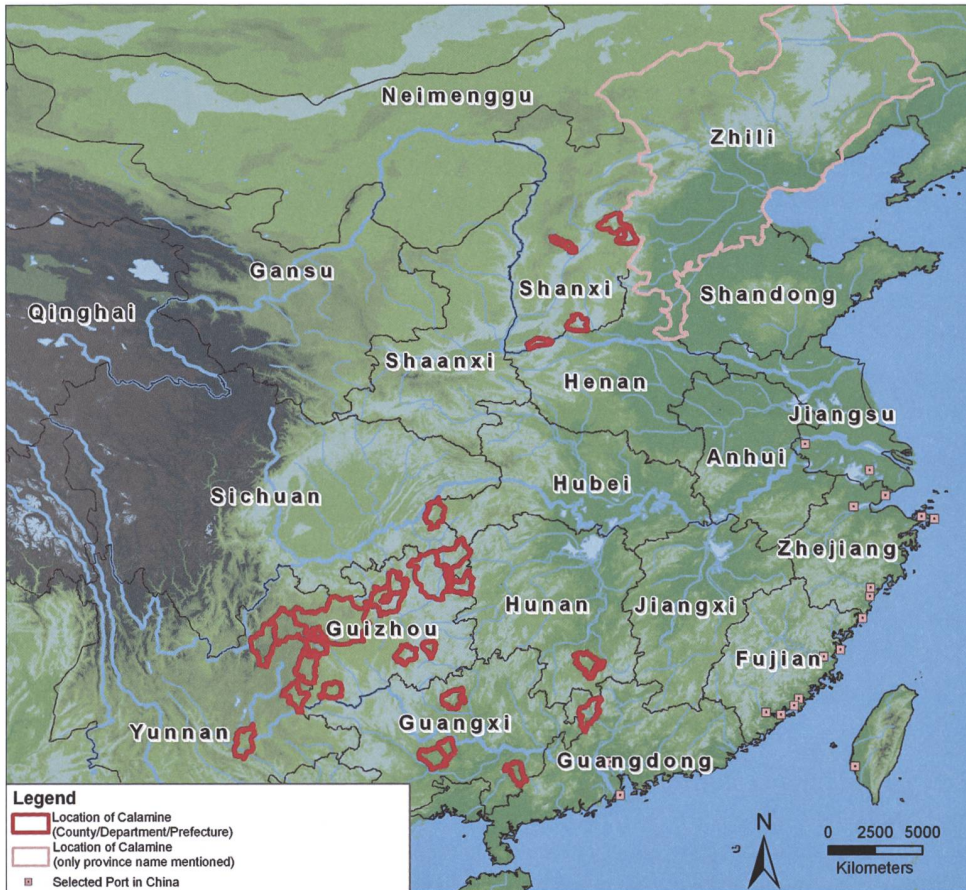 Neimenggu
Zhili
Gansu
Qinghai
Shanxi
Shandong
Shaanxi
Henan
Jiangsu
Anhui
Sichuan
Hubei
Zhejiang
Hunan
Jiangxi
Guizhou
Fujian
Yunnan
Guangxi
Guangdong
Legend
Location of Calamine
(County/Department/Prefecture)
Location of Calamine
(only province name mentioned)
Selected Port in China
N
0 2500 5000
Kilometers